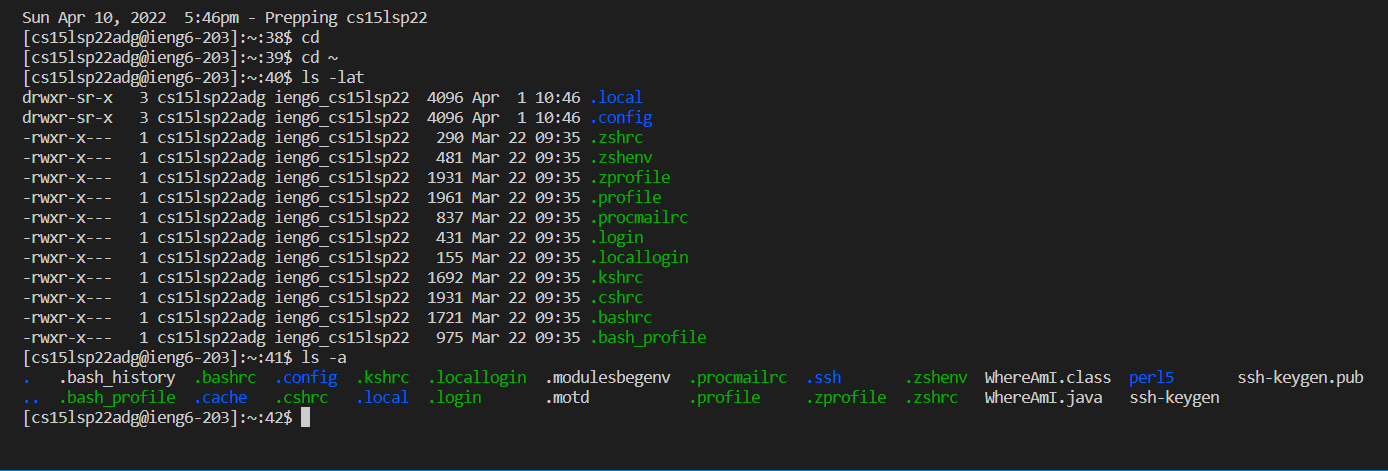 Sun Apr 10, 2022  5:46pm - Prepping cs15lsp22
[cs15lsp22adg@ieng6-203]:~:38$ cd
[cs15lsp22adg@ieng6-203]:~:39$ cd ~
[cs15lsp22adg@ieng6-203]:~:40$ ls -lat
drwxr-sr-x   3 cs15lsp22adg ieng6_cs15lsp22  4096 Apr  1 10:46 .local
drwxr-sr-x   3 cs15lsp22adg ieng6_cs15lsp22  4096 Apr  1 10:46 .config
-rwxr-x---   1 cs15lsp22adg ieng6_cs15lsp22   290 Mar 22 09:35 .zshrc
-rwxr-x---   1 cs15lsp22adg ieng6_cs15lsp22   481 Mar 22 09:35 .zshenv
-rwxr-x---   1 cs15lsp22adg ieng6_cs15lsp22  1931 Mar 22 09:35 .zprofile
-rwxr-x---   1 cs15lsp22adg ieng6_cs15lsp22  1961 Mar 22 09:35 .profile
-rwxr-x---   1 cs15lsp22adg ieng6_cs15lsp22   837 Mar 22 09:35 .procmailrc
-rwxr-x---   1 cs15lsp22adg ieng6_cs15lsp22   431 Mar 22 09:35 .login
-rwxr-x---   1 cs15lsp22adg ieng6_cs15lsp22   155 Mar 22 09:35 .locallogin
-rwxr-x---   1 cs15lsp22adg ieng6_cs15lsp22  1692 Mar 22 09:35 .kshrc
-rwxr-x---   1 cs15lsp22adg ieng6_cs15lsp22  1931 Mar 22 09:35 .cshrc
-rwxr-x---   1 cs15lsp22adg ieng6_cs15lsp22  1721 Mar 22 09:35 .bashrc
-rwxr-x---   1 cs15lsp22adg ieng6_cs15lsp22   975 Mar 22 09:35 .bash_profile
[cs15lsp22adg@ieng6-203]:~:41$ ls -a
.   .bash_history  .bashrc  .config  .kshrc  .locallogin  .modulesbegenv  .procmailrc  .ssh       .zshenv  WhereAmI.class  perl5       ssh-keygen.pub
..  .bash_profile  .cache   .cshrc   .local  .login       .motd           .profile     .zprofile  .zshrc   WhereAmI.java   ssh-keygen
[cs15lsp22adg@ieng6-203]:~:42$